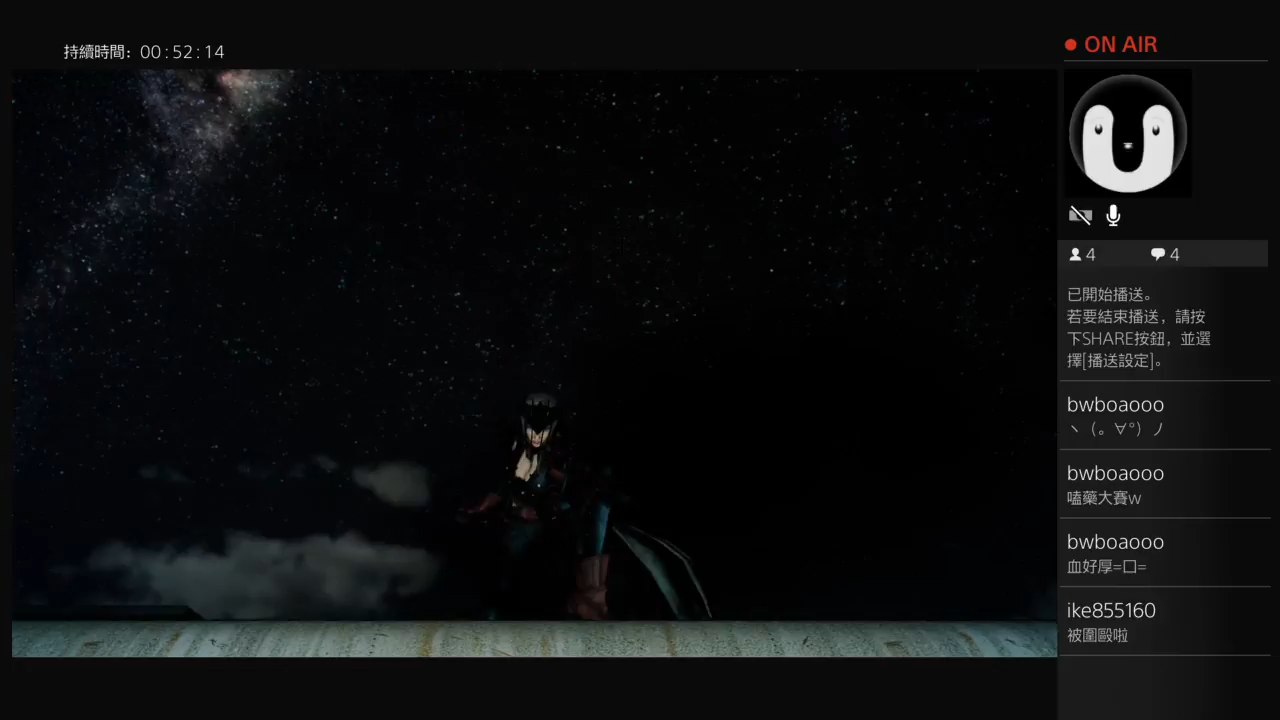 持續時間: 00:52:14
ON AIR
4 4
已開始播送。
若要結束播送，請按
下SHARE按鈕，並選
擇[播送設定]。
bwboaooo
ヽ（。∀°）ノ
bwboaooo
嗑藥大賽w
bwboaooo
血好厚=口=
ike855160
被圍毆啦